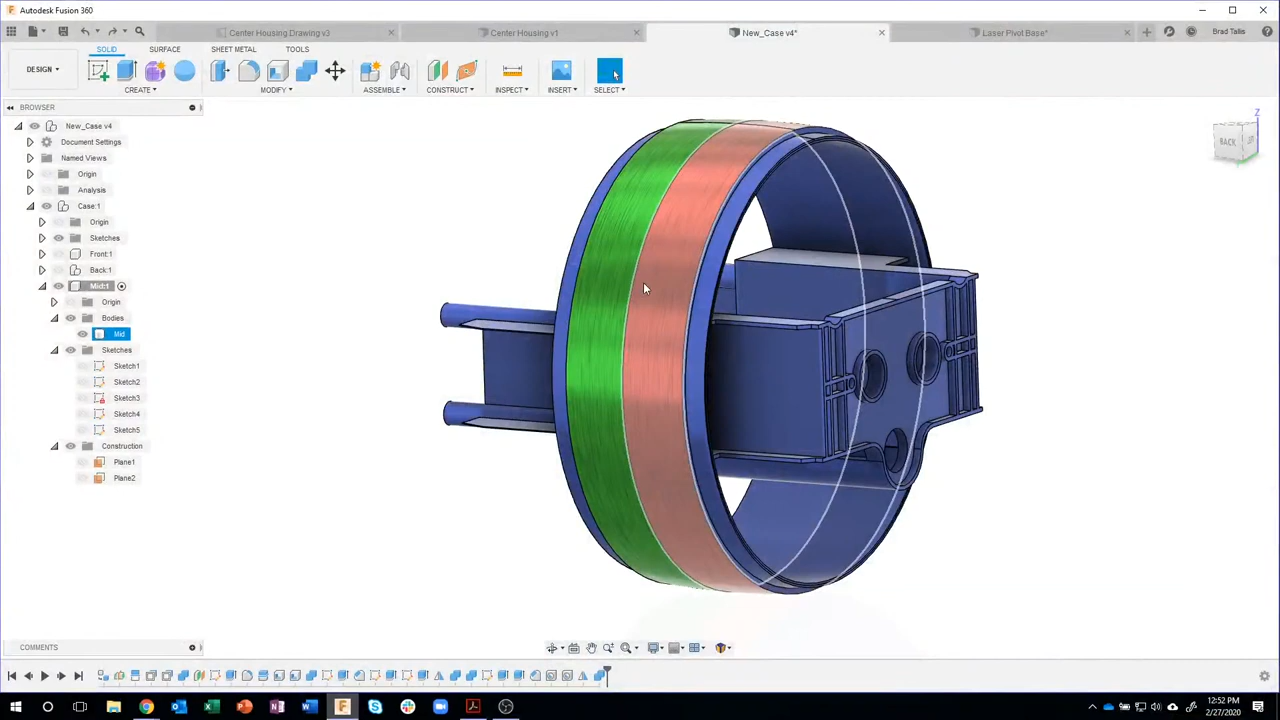 Autodesk Fusion 360
Center Housing Drawing v3
Center Housing v1
New_Case v4*
Laser Pivot Base*
Brad Tallis
DESIGN
SOLID
SURFACE
SHEET METAL
TOOLS
CREATE
MODIFY
ASSEMBLE
CONSTRUCT
INSPECT
INSERT
SELECT
BROWSER
New_Case v4
Document Settings
Named Views
Origin
Analysis
Case:1
Origin
Sketches
Front:1
Back:1
Mid:1
Origin
Bodies
Mid
Sketches
Sketch1
Sketch2
Sketch3
Sketch4
Sketch5
Construction
Plane1
Plane2
Z
BACK
COMMENTS
12:52 PM
2/27/2020